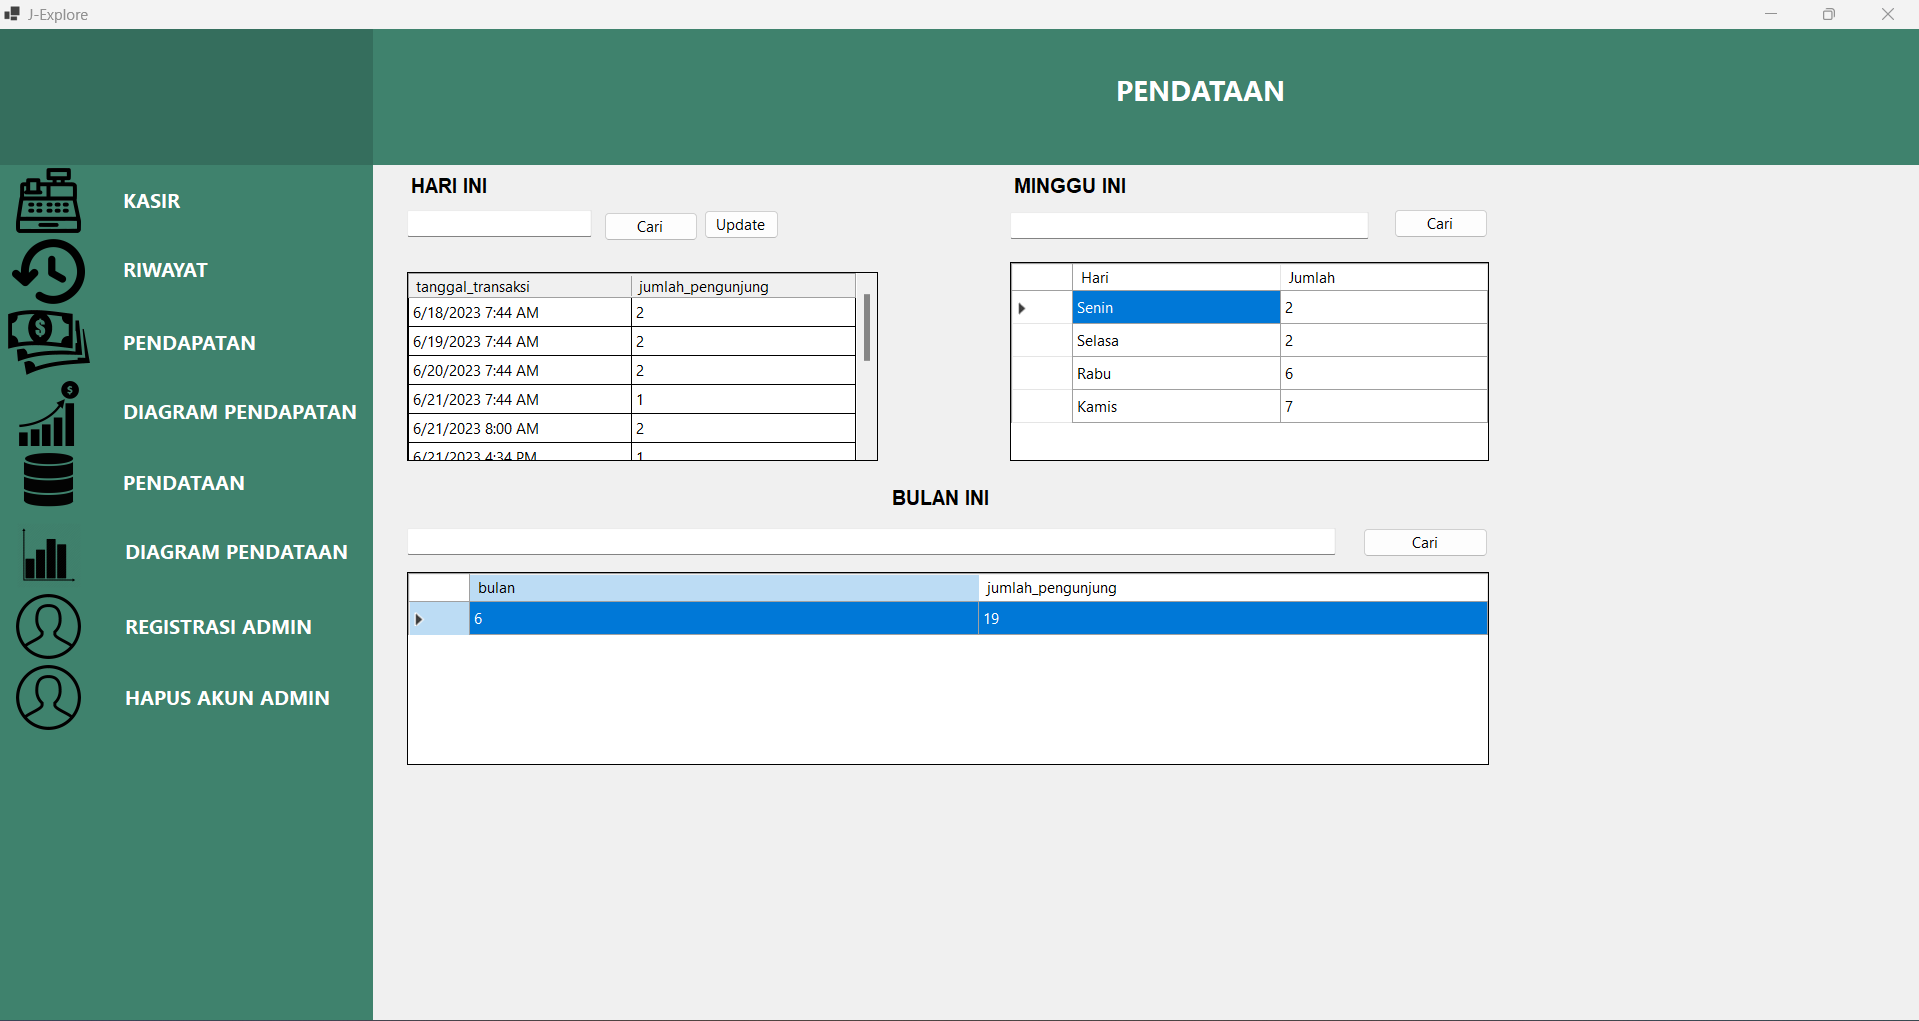 J-Explore
PENDATAAN
KASIR
RIWAYAT
PENDAPATAN
DIAGRAM PENDAPATAN
PENDATAAN
DIAGRAM PENDATAAN
REGISTRASI ADMIN
HAPUS AKUN ADMIN
HARI INI
Cari Update
tanggal_transaksi jumlah_pengunjung
6/18/2023 7:44 AM 2
6/19/2023 7:44 AM 2
6/20/2023 7:44 AM 2
6/21/2023 7:44 AM 1
6/21/2023 8:00 AM 2
6/21/2023 4:34 PM 1
MINGGU INI
Cari
Hari Jumlah
Senin 2
Selasa 2
Rabu 6
Kamis 7
BULAN INI
Cari
bulan jumlah_pengunjung
6 19